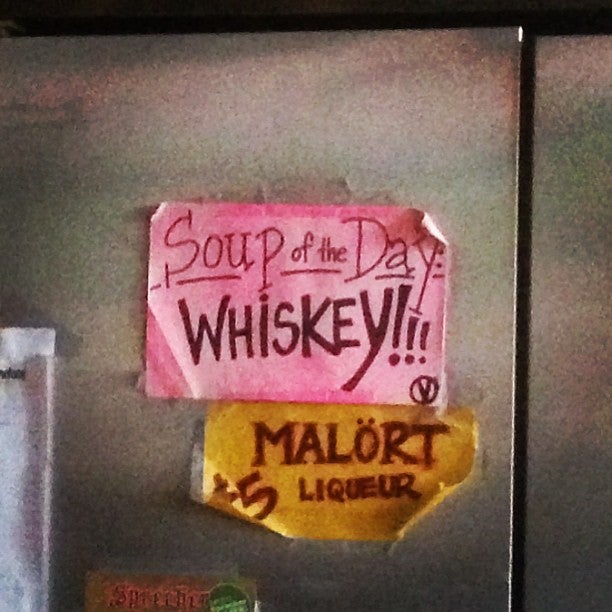 Soup of the Day:
WHISKEY!!!
MALÖRT
$5 LIQUEUR